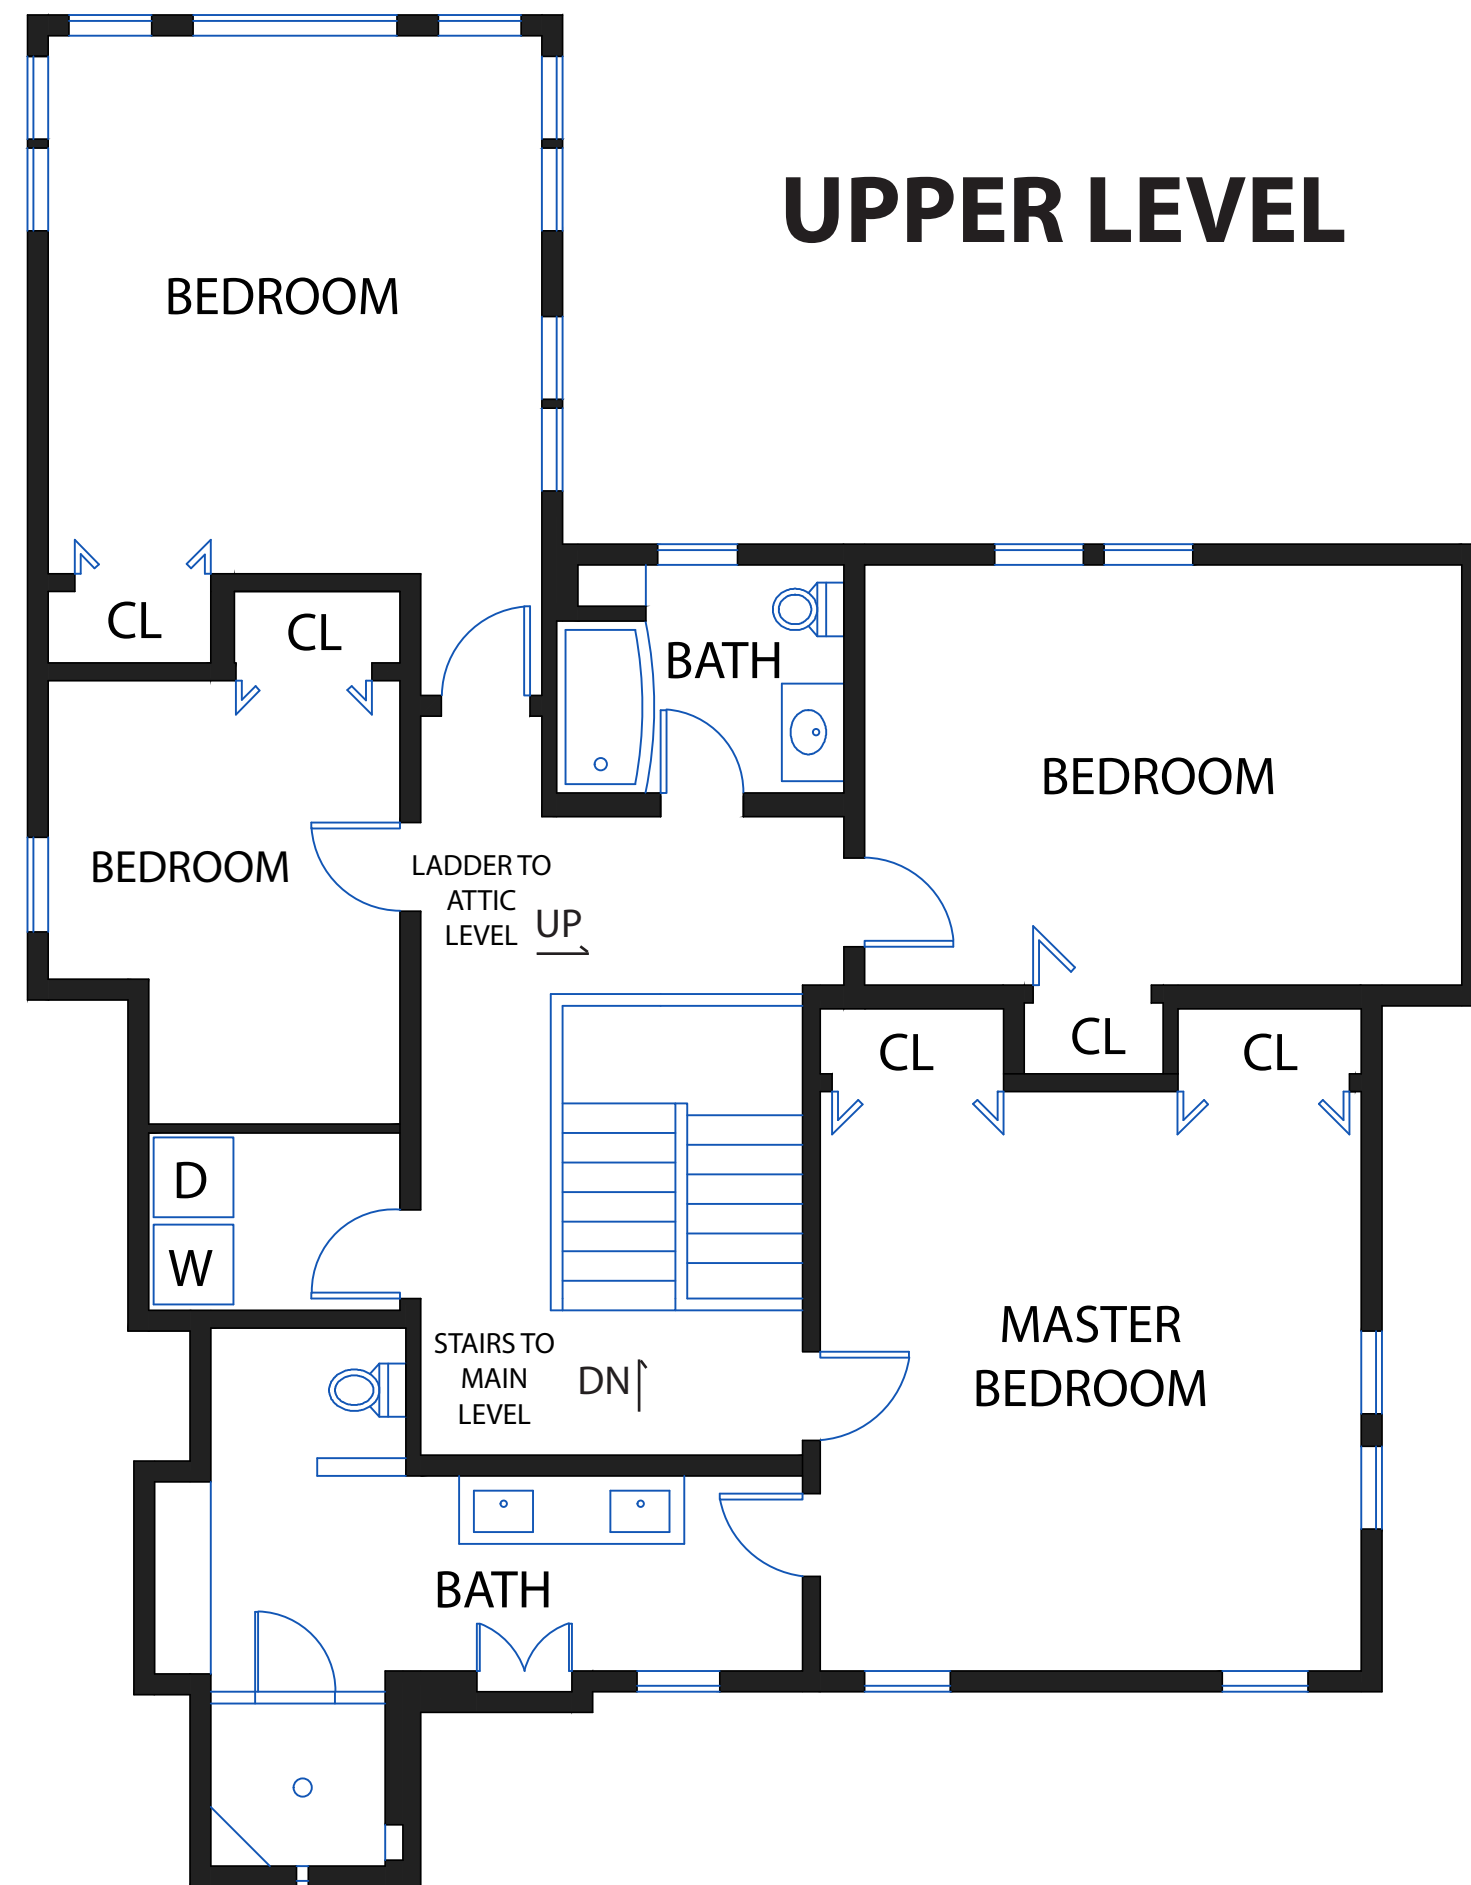 UPPER LEVEL
BEDROOM
CL
CL
BATH
BEDROOM
BEDROOM
LADDER TO
ATTIC
LEVEL
UP
CL
CL
CL
D
W
STAIRS TO
MAIN
LEVEL
DN
MASTER
BEDROOM
BATH